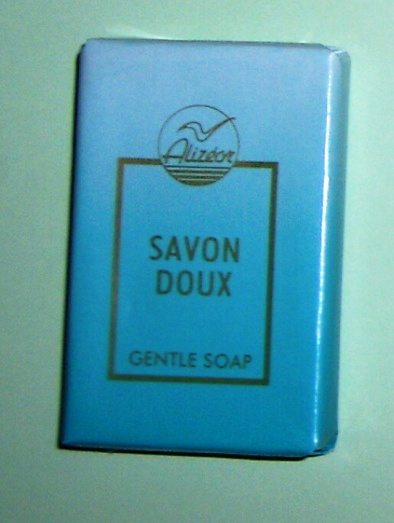 Alizéor
SAVON
DOUX
GENTLE SOAP